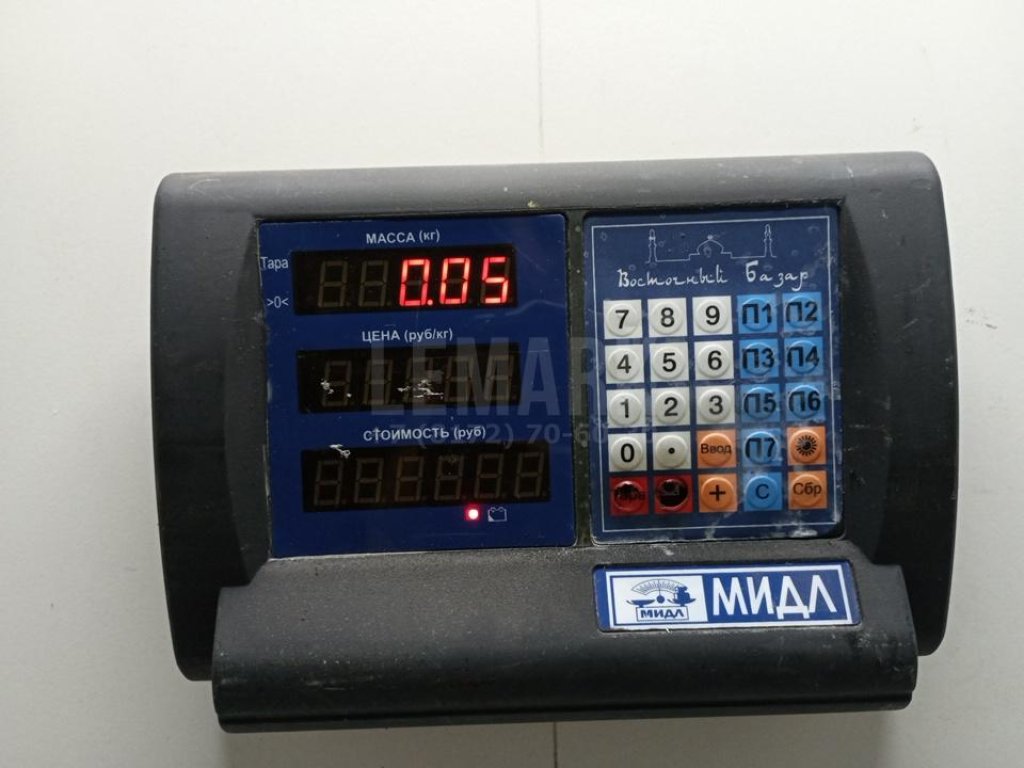 МАССА (кг)
Тара
0.05
>0<
ЦЕНА (руб/кг)
СТОИМОСТЬ (руб)
Восточный Базар
7 8 9 П1 П2
4 5 6 П3 П4
1 2 3 П5 П6
0 . Ввод П7
+ С Сбр
МИДЛ
МИДЛ